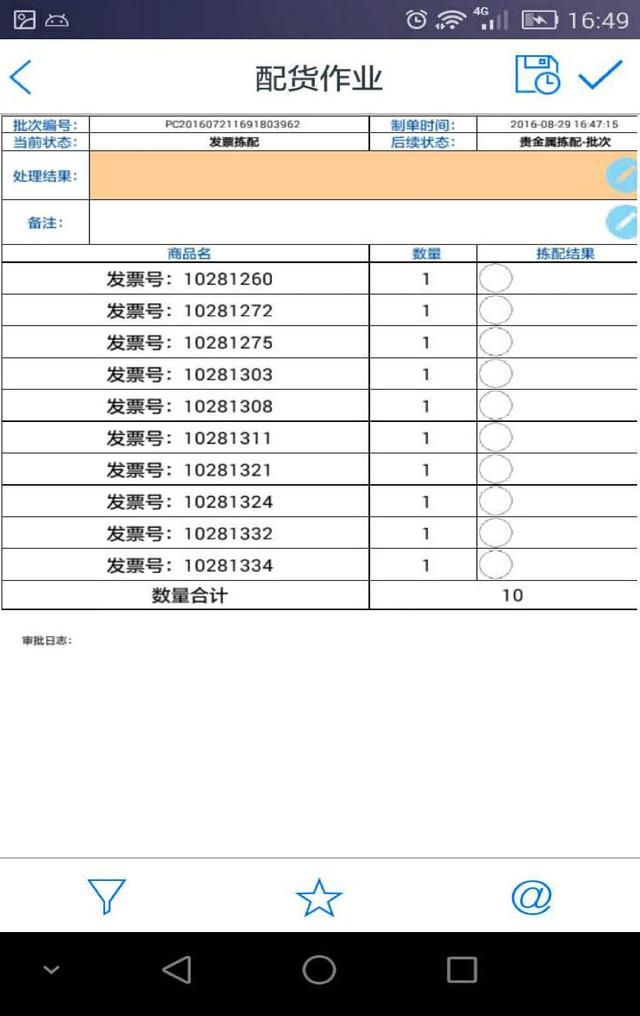 4G 16:49
配货作业
批次编号: PC201607211691803962 制单时间: 2016-08-29 16:47:15
当前状态: 发票拣配 后续状态: 贵金属拣配-批次
处理结果:
备注:
商品名 数量 拣配结果
发票号: 10281260 1
发票号: 10281272 1
发票号: 10281275 1
发票号: 10281303 1
发票号: 10281308 1
发票号: 10281311 1
发票号: 10281321 1
发票号: 10281324 1
发票号: 10281332 1
发票号: 10281334 1
数量合计 10
审批日志:
@